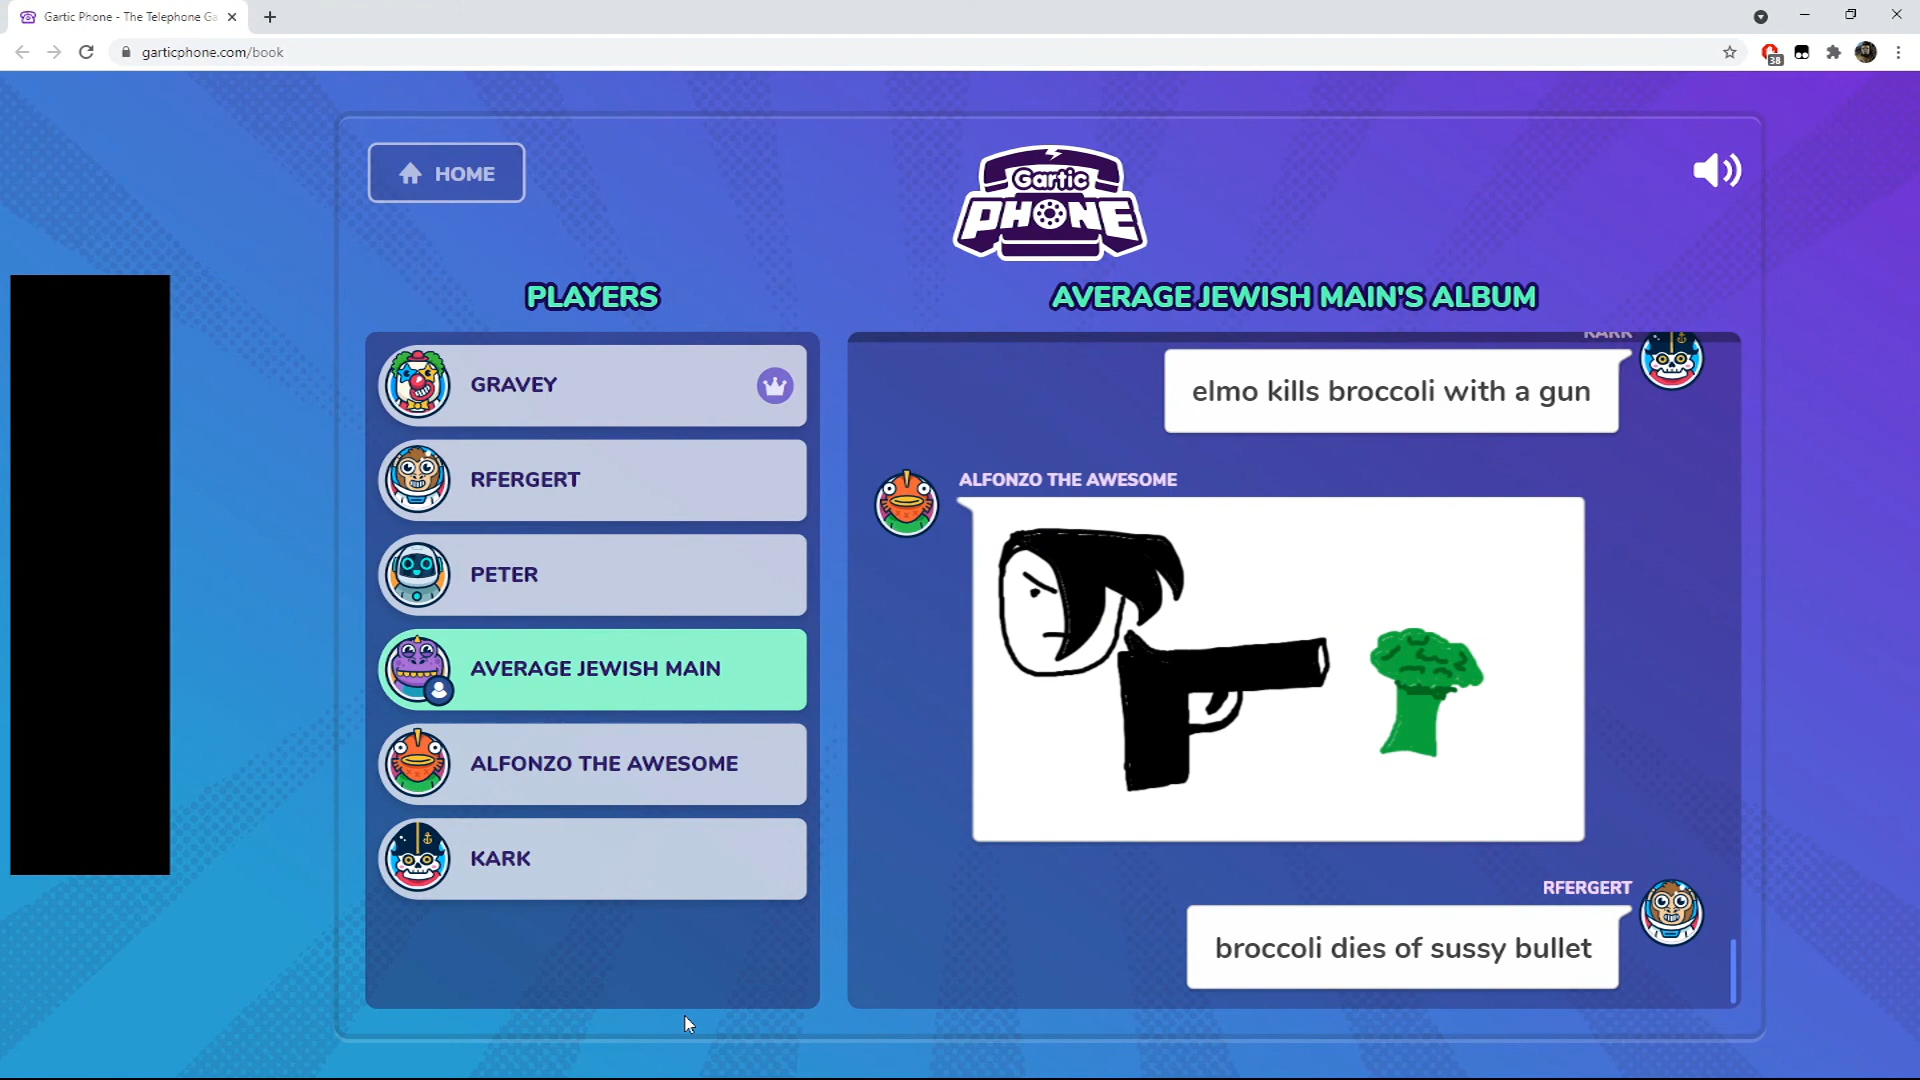 Gartic Phone - The Telephone Ga
garticphone.com/book
38
HOME
Gartic
PHONE
PLAYERS
AVERAGE JEWISH MAIN'S ALBUM
GRAVEY
RFERGERT
PETER
AVERAGE JEWISH MAIN
ALFONZO THE AWESOME
KARK
KARK
elmo kills broccoli with a gun
ALFONZO THE AWESOME
RFERGERT
broccoli dies of sussy bullet